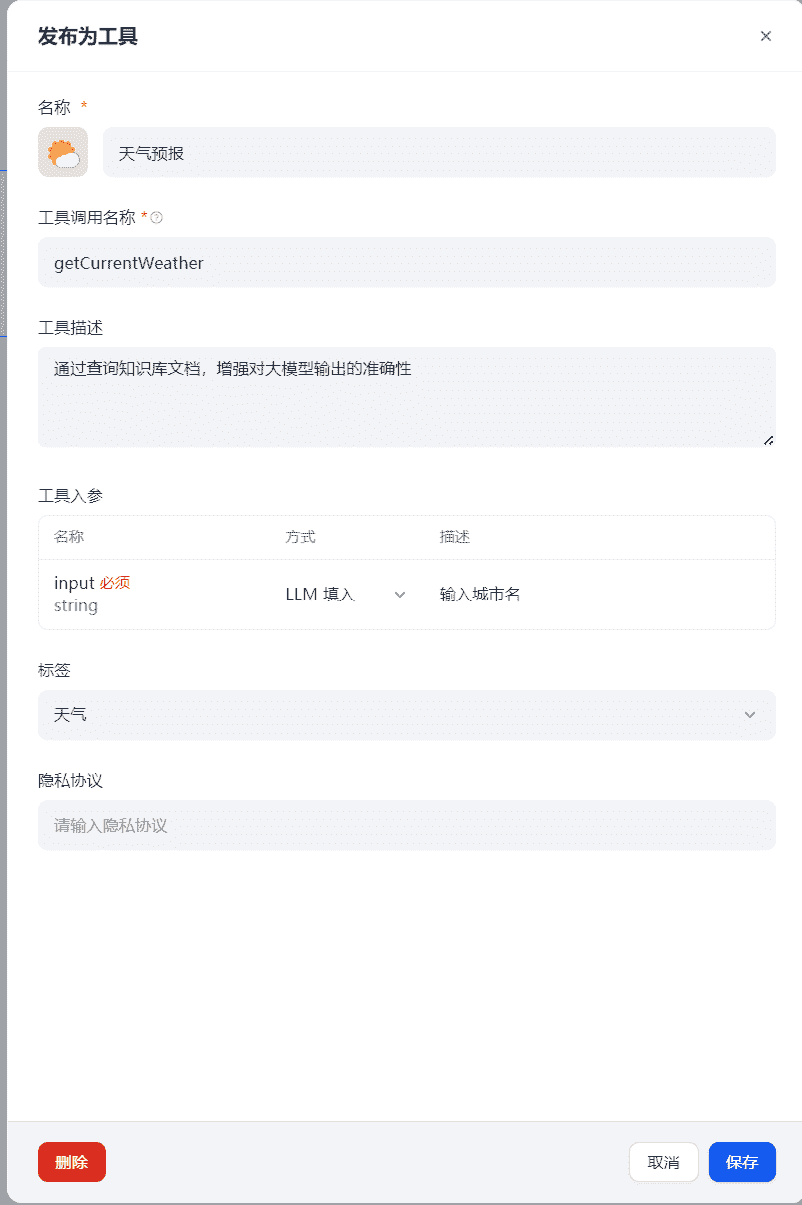 发布为工具
名称 *
天气预报
工具调用名称 *
getCurrentWeather
工具描述
通过查询知识库文档，增强对大模型输出的准确性
工具入参
名称 方式 描述
input 必须
string
LLM 填入 输入城市名
标签
天气
隐私协议
请输入隐私协议
删除 取消 保存